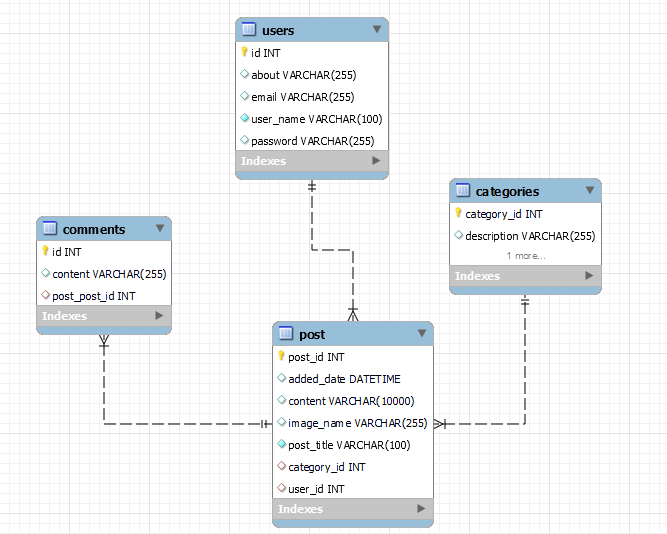 users
id INT
about VARCHAR(255)
email VARCHAR(255)
user_name VARCHAR(100)
password VARCHAR(255)
Indexes
categories
category_id INT
description VARCHAR(255)
1 more...
Indexes
comments
id INT
content VARCHAR(255)
post_post_id INT
Indexes
post
post_id INT
added_date DATETIME
content VARCHAR(10000)
image_name VARCHAR(255)
post_title VARCHAR(100)
category_id INT
user_id INT
Indexes